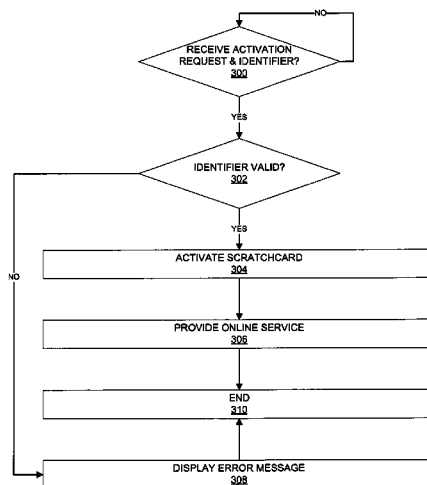 NO
RECEIVE ACTIVATION
REQUEST & IDENTIFIER?
300
YES
IDENTIFIER VALID?
302
YES
NO
ACTIVATE SCRATCHCARD
304
PROVIDE ONLINE SERVICE
306
END
310
DISPLAY ERROR MESSAGE
308